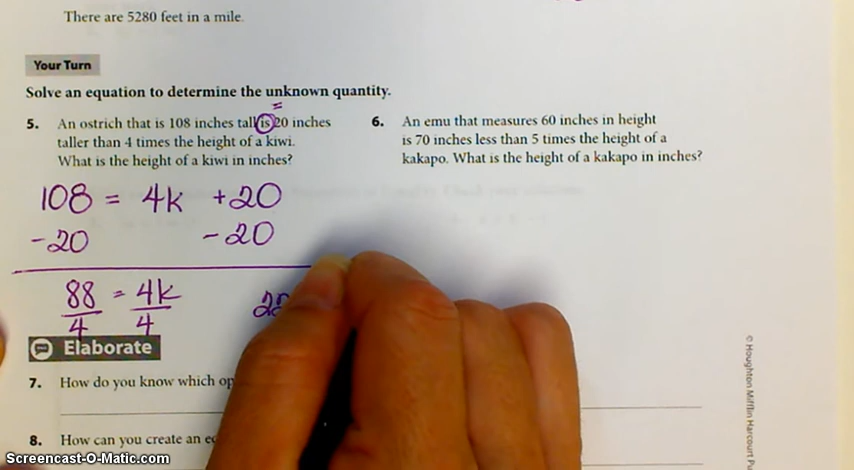 There are 5280 feet in a mile.
Your Turn
Solve an equation to determine the unknown quantity.
=
5. An ostrich that is 108 inches tall is 20 inches
taller than 4 times the height of a kiwi.
What is the height of a kiwi in inches?
6. An emu that measures 60 inches in height
is 70 inches less than 5 times the height of a
kakapo. What is the height of a kakapo in inches?
108 = 4k +20
-20 -20
88 = 4k
4 4
22
Elaborate
7. How do you know which
8. How can you create an
© Houghton Mifflin Harcourt
Screencast-O-Matic.com